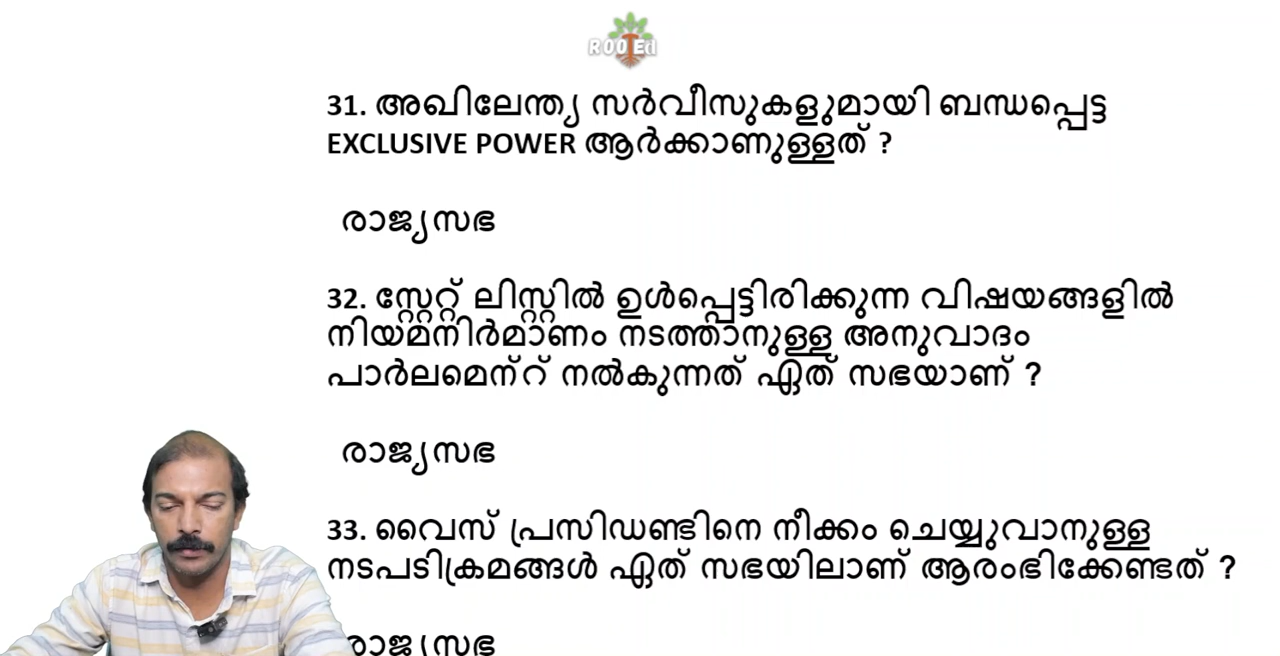 ROOTEd
31. അഖിലേന്ത്യ സർവീസുകളുമായി ബന്ധപ്പെട്ട
EXCLUSIVE POWER ആർക്കാണുള്ളത് ?
രാജ്യസഭ
32. സ്റ്റേറ്റ് ലിസ്റ്റിൽ ഉൾപ്പെട്ടിരിക്കുന്ന വിഷയങ്ങളിൽ
നിയമനിർമാണം നടത്താനുള്ള അനുവാദം
പാർലമെന്റ് നൽകുന്നത് ഏത് സഭയാണ് ?
രാജ്യസഭ
33. വൈസ് പ്രസിഡണ്ടിനെ നീക്കം ചെയ്യുവാനുള്ള
നടപടിക്രമങ്ങൾ ഏത് സഭയിലാണ് ആരംഭിക്കേണ്ടത് ?
രാജ്യസഭ